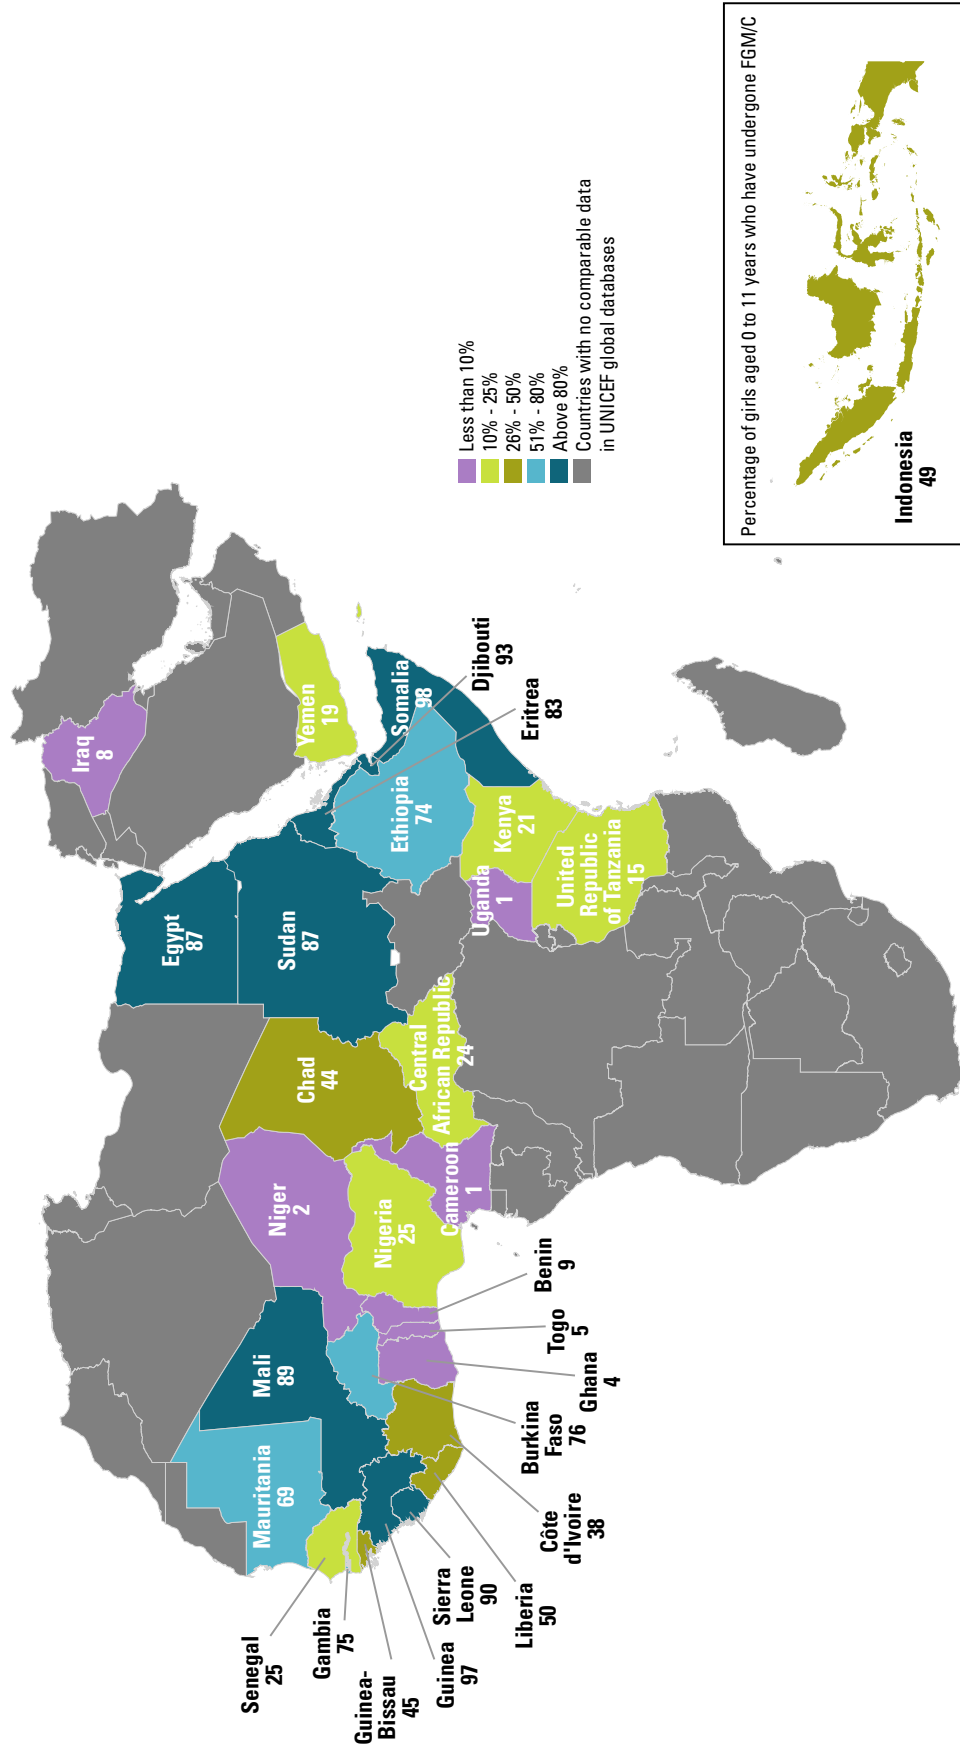 Iraq
8
Yemen
19
Egypt
87
Sudan
87
Somalia
98
Djibouti
93
Eritrea
83
Ethiopia
74
Kenya
21
Uganda
1
United
Republic
of Tanzania
15
Chad
44
Central
African Republic
24
Niger
2
Nigeria
25
Cameroon
1
Mali
89
Mauritania
69
Benin
9
Togo
5
Ghana
4
Burkina
Faso
76
Côte
d'Ivoire
38
Liberia
50
Sierra
Leone
90
Guinea
97
Guinea-
Bissau
45
Gambia
75
Senegal
25
Less than 10%
10% - 25%
26% - 50%
51% - 80%
Above 80%
Countries with no comparable data
in UNICEF global databases
Percentage of girls aged 0 to 11 years who have undergone FGM/C
Indonesia
49